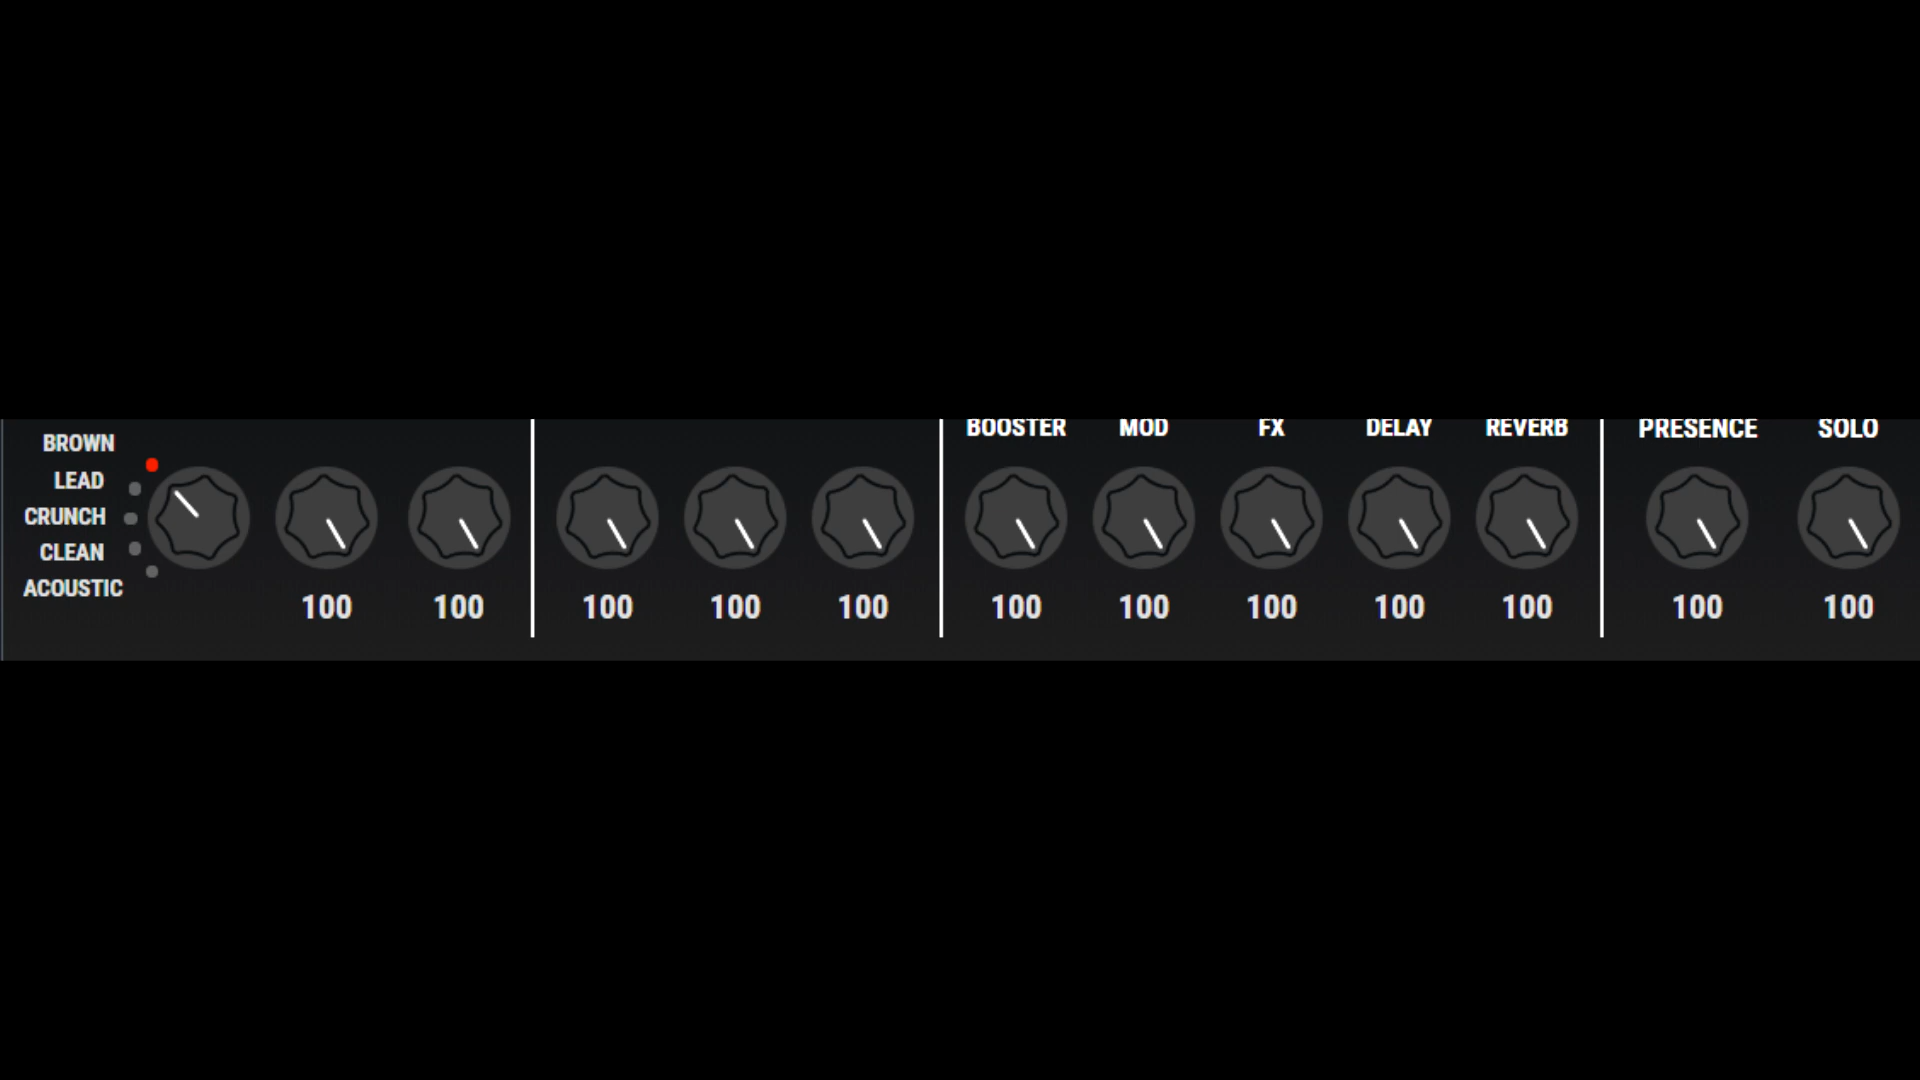 BROWN
LEAD
CRUNCH
CLEAN
ACOUSTIC
100
100
100
100
100
BOOSTER
MOD
FX
DELAY
REVERB
100
100
100
100
100
PRESENCE
SOLO
100
100